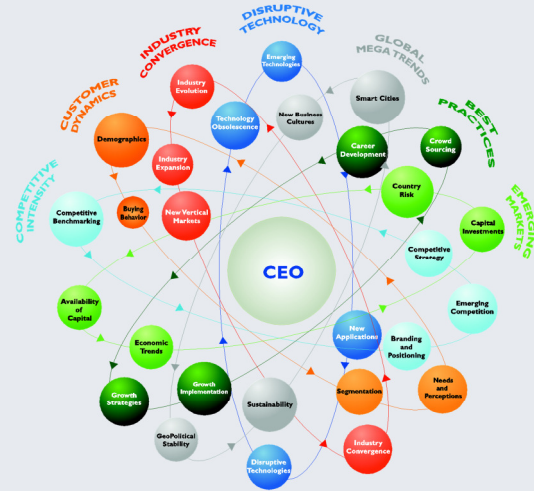 DISRUPTIVE
TECHNOLOGY
INDUSTRY
CONVERGENCE
GLOBAL
MEGA TRENDS
CUSTOMER
DYNAMICS
BEST
PRACTICES
COMPETITIVE
INTENSITY
EMERGING
MARKETS
Emerging
Technologies
Industry
Evolution
Smart Cities
New Business
Cultures
Technology
Obsolescence
Demographics
Career
Development
Crowd
Sourcing
Industry
Expansion
Country
Risk
Competitive
Benchmarking
Buying
Behavior
New Vertical
Markets
Capital
Investments
Competitive
Strategy
CEO
Availability
of
Capital
Emerging
Competition
New
Applications
Economic
Trends
Branding
and
Positioning
Growth
Strategies
Growth
Implementation
Segmentation
Needs
and
Perceptions
Sustainability
GeoPolitical
Stability
Industry
Convergence
Disruptive
Technologies